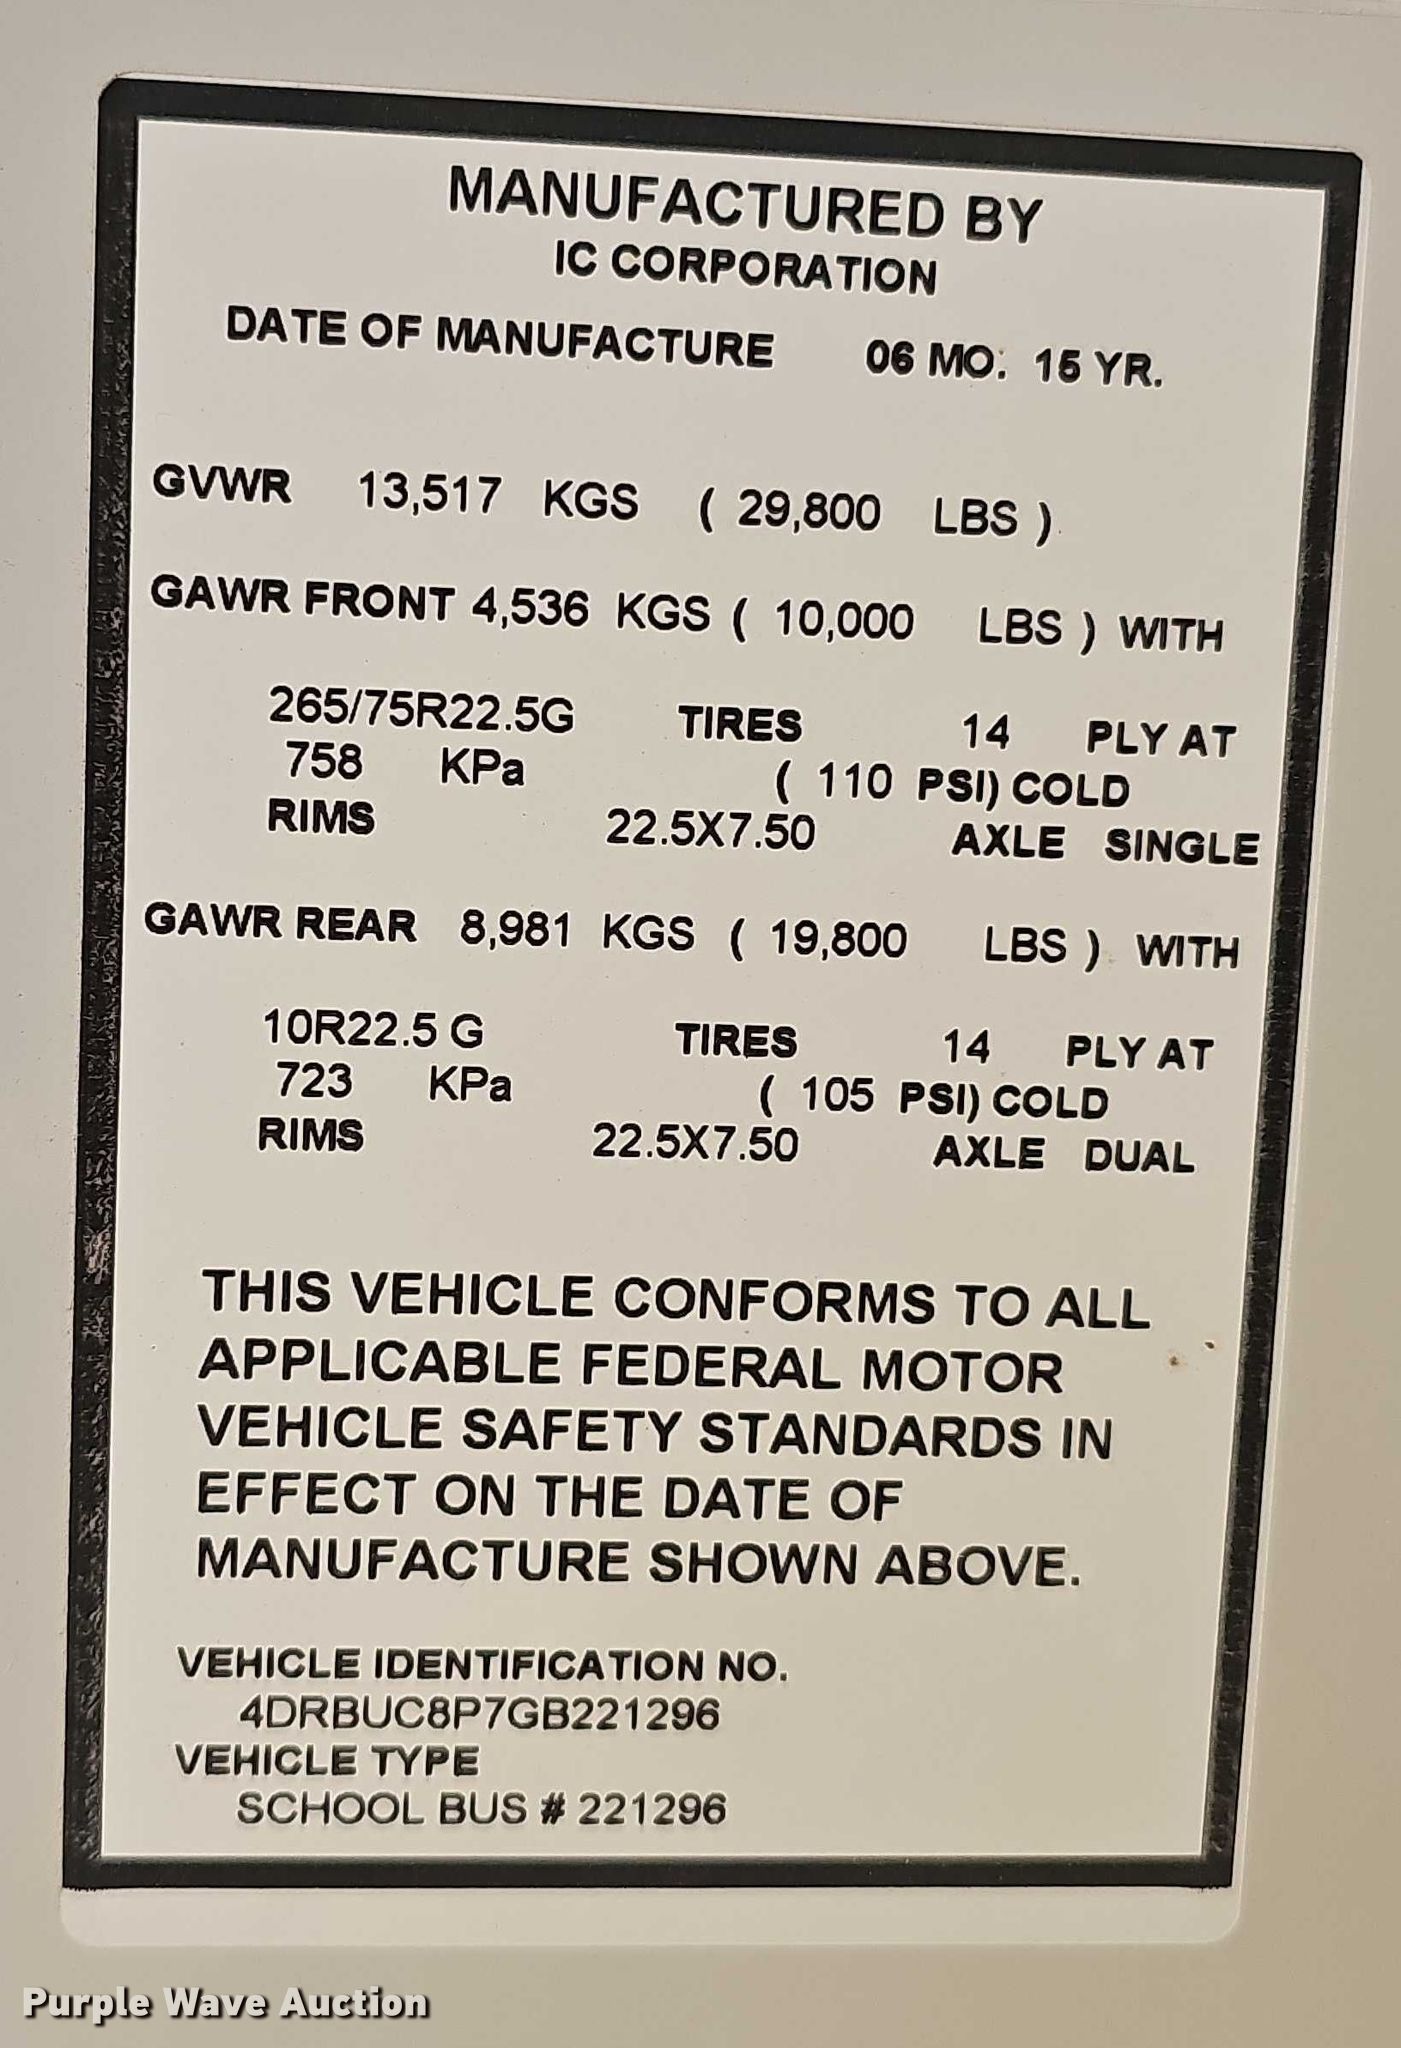 MANUFACTURED BY
IC CORPORATION
DATE OF MANUFACTURE 06 MO. 15 YR.
GVWR 13,517 KGS ( 29,800 LBS )
GAWR FRONT 4,536 KGS ( 10,000 LBS ) WITH
265/75R22.5G TIRES 14 PLY AT
758 KPa ( 110 PSI) COLD
RIMS 22.5X7.50 AXLE SINGLE
GAWR REAR 8,981 KGS ( 19,800 LBS ) WITH
10R22.5 G TIRES 14 PLY AT
723 KPa ( 105 PSI) COLD
RIMS 22.5X7.50 AXLE DUAL
THIS VEHICLE CONFORMS TO ALL
APPLICABLE FEDERAL MOTOR
VEHICLE SAFETY STANDARDS IN
EFFECT ON THE DATE OF
MANUFACTURE SHOWN ABOVE.
VEHICLE IDENTIFICATION NO.
4DRBUC8P7GB221296
VEHICLE TYPE
SCHOOL BUS # 221296
Purple Wave Auction